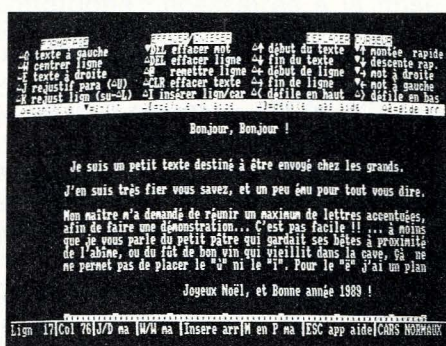 texte à gauche effacer mot début du texte montée rapide
centrer ligne DEL effacer ligne fin du texte descente rap.
texte à droite remettre ligne début de ligne mot à droite
rejustif para CLR effacer texte fin de ligne mot à gauche
rejust lign insérer lign/car défile en haut défile en bas
Bonjour, Bonjour !
Je suis un petit texte destiné à être envoyé chez les grands.
J'en suis très fier vous savez, et un peu ému pour tout vous dire.
Mon maître m'a demandé de réunir un maximum de lettres accentuées,
afin de faire une démonstration... C'est pas facile !! ... à moins
que je vous parle du petit pâtre qui gardait ses bêtes à proximité
de l'abîme, ou du fût de bon vin qui vieillit dans la cave, çà ne
me permet pas de placer le "ù" ni le "ï". Pour le "ë" j'ai un plan
Joyeux Noël, et Bonne année 1989 !
Lign 17|Col 76|J/D ma |W/W ma |Insere arr|M en P ma |ESC app aide|CARS NORMAUX